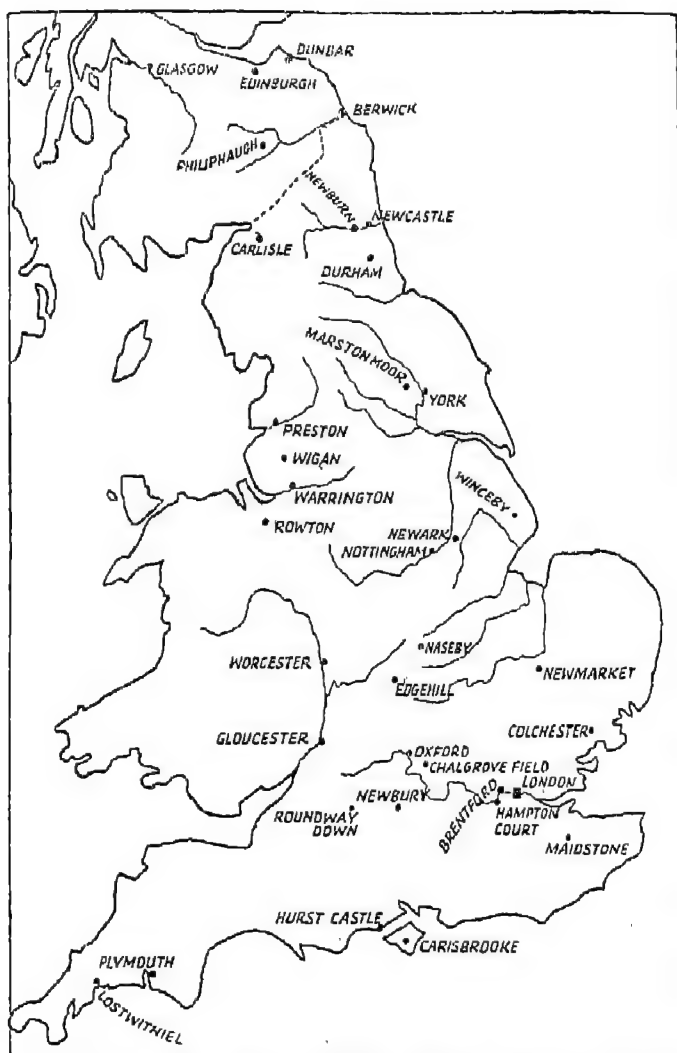 DUNBAR
GLASGOW
EDINBURGH
BERWICK
PHILIPHAUGH
NEWBURN
NEWCASTLE
CARLISLE
DURHAM
MARSTON MOOR
YORK
PRESTON
WIGAN
WINCEBY
WARRINGTON
ROWTON
NEWARK
NOTTINGHAM
NASEBY
WORCESTER
NEWMARKET
EDGEHILL
COLCHESTER
GLOUCESTER
OXFORD
CHALGROVE FIELD
LONDON
BRENTFORD
NEWBURY
ROUNDWAY
DOWN
HAMPTON
COURT
MAIDSTONE
HURST CASTLE
CARISBROOKE
PLYMOUTH
LOSTWITHIEL